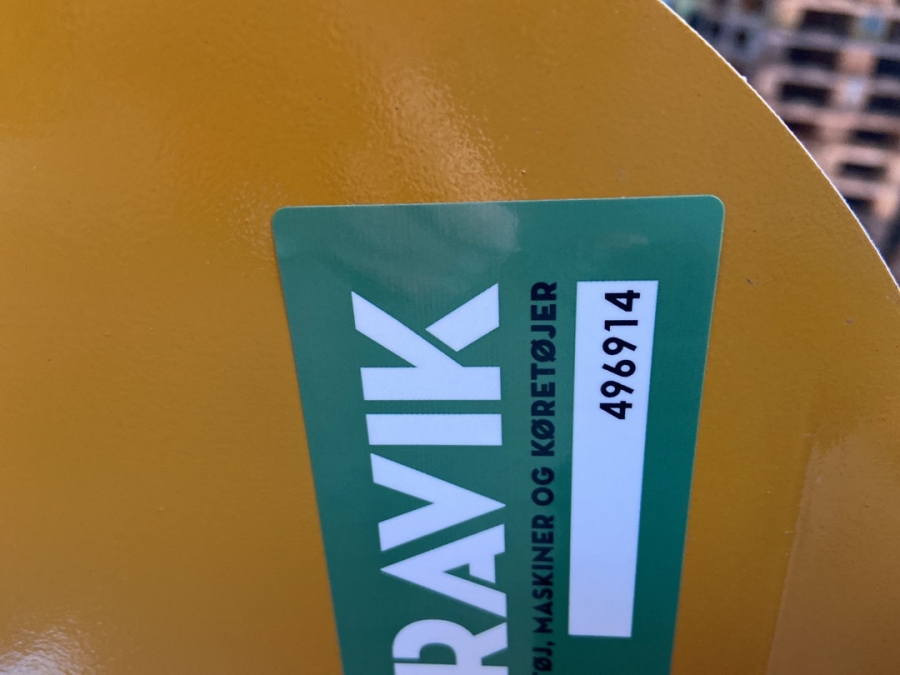 RAVIK
TØJ, MASKINER OG KØRETØJER
496914